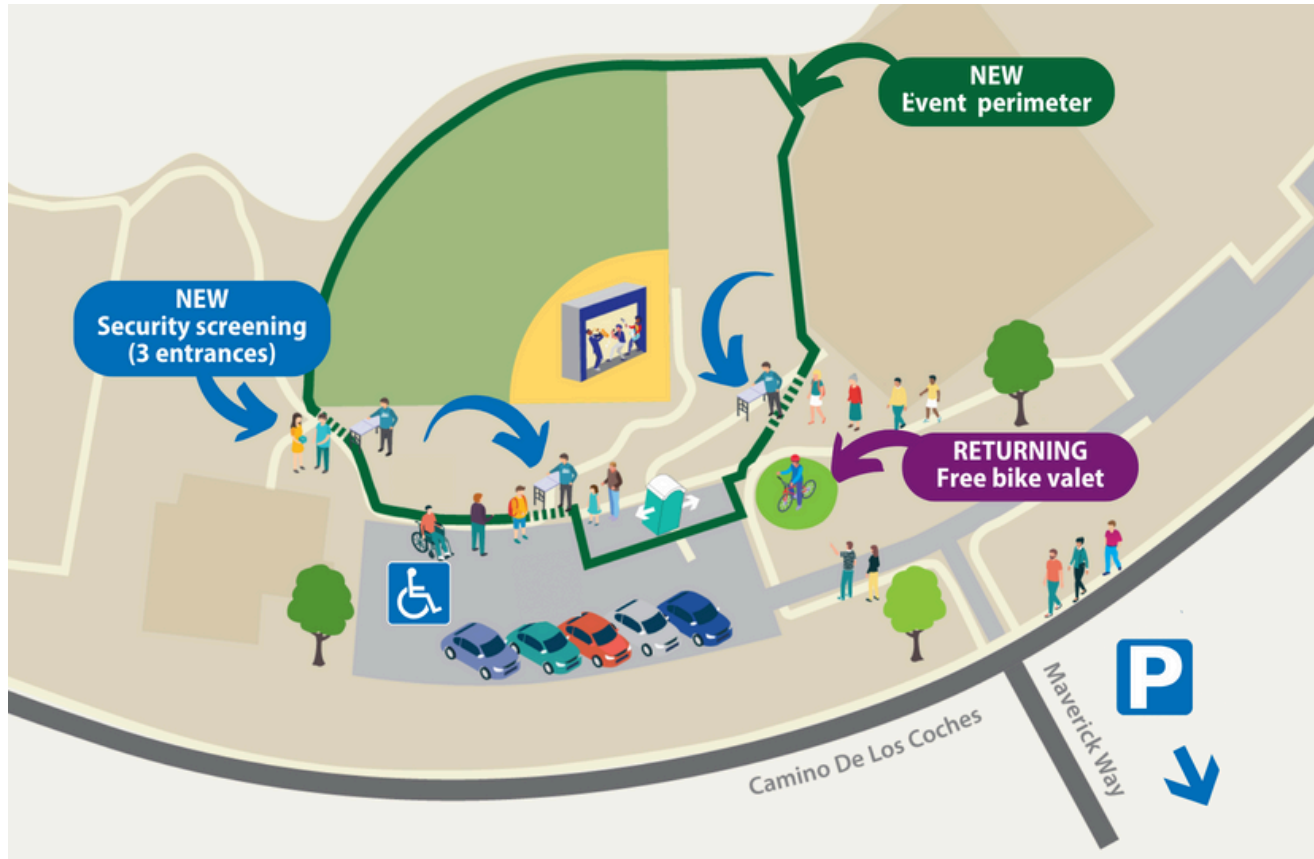 NEW
Event perimeter
NEW
Security screening
(3 entrances)
RETURNING
Free bike valet
P
Maverick Way
Camino De Los Coches